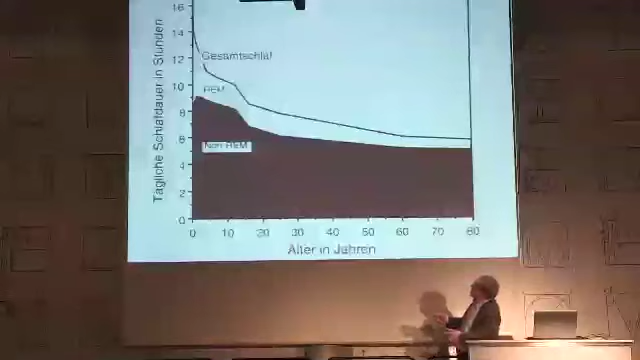 16
14
12
10
8
6
4
2
0
Tägliche Schlafdauer in Stunden
Gesamtschlaf
REM
Non REM
0 10 20 30 40 50 60 70 80
Alter in Jahren